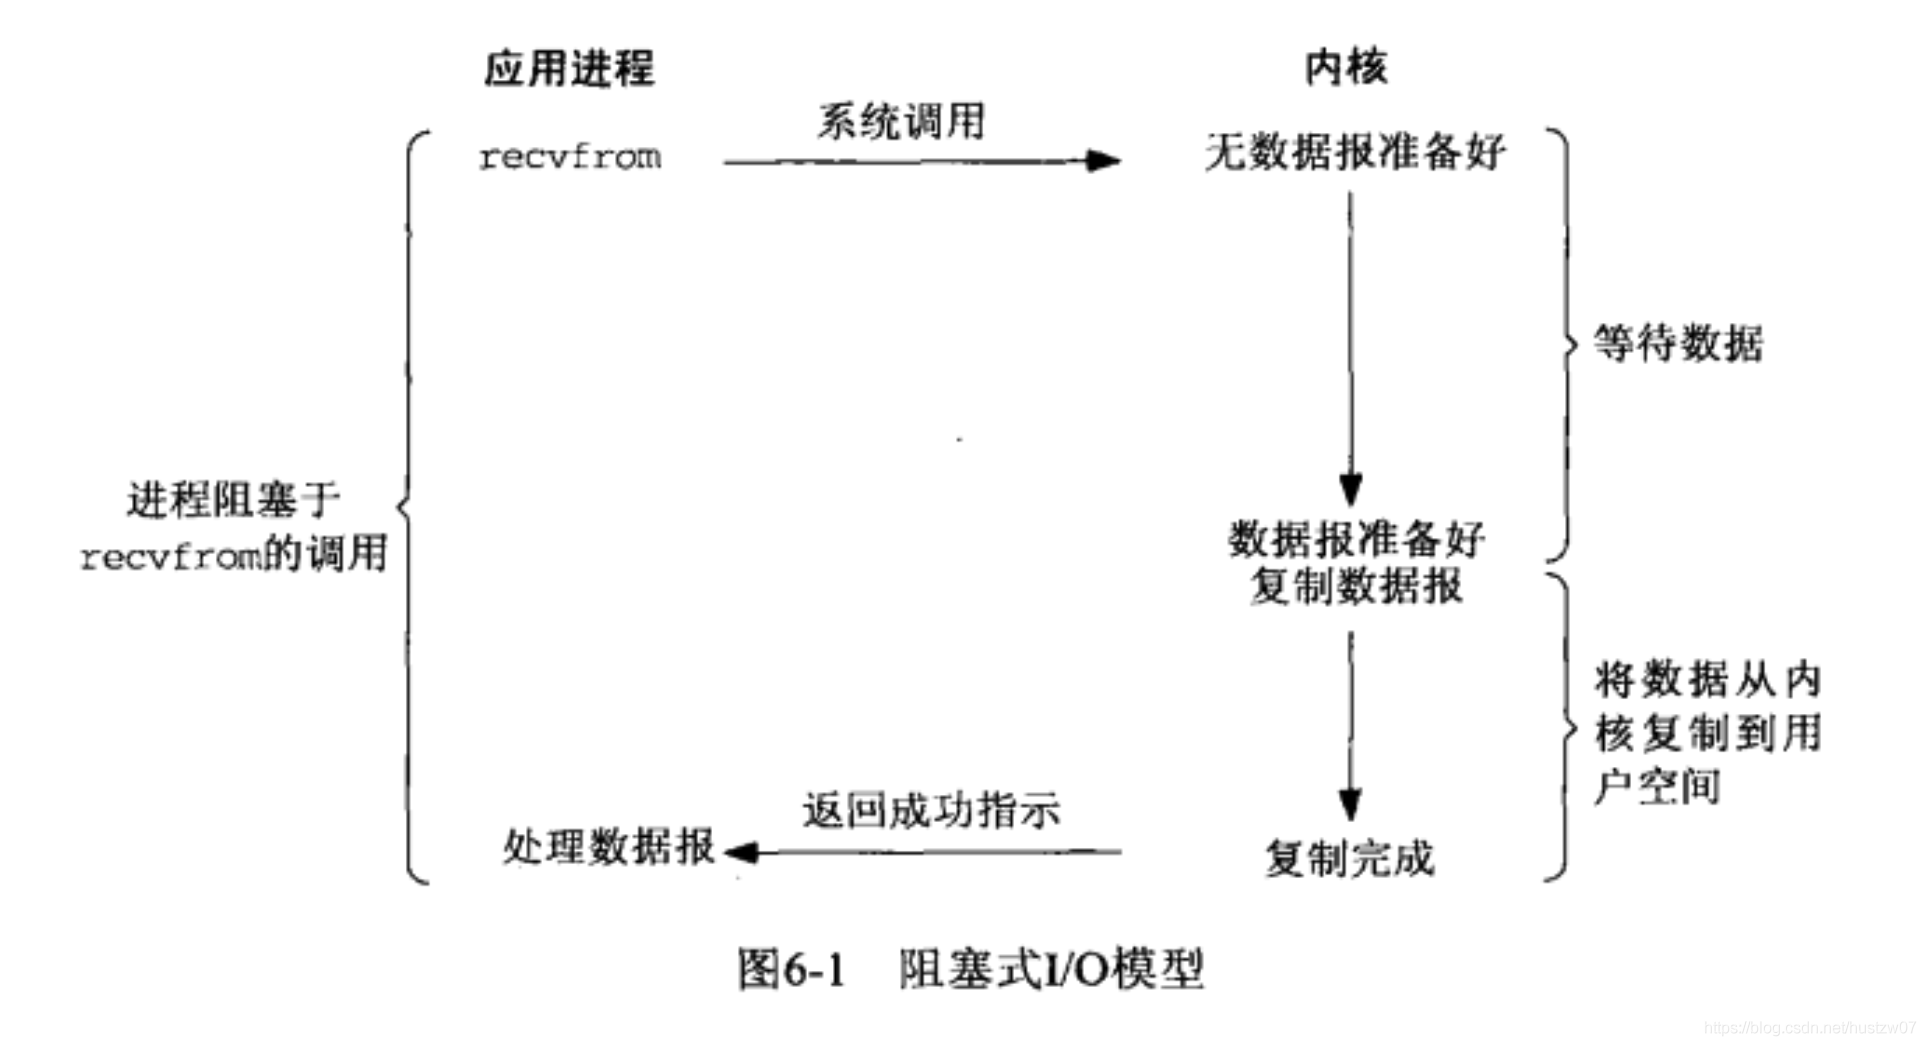 应用进程
内核
系统调用
recvfrom
无数据报准备好
等待数据
进程阻塞于
recvfrom的调用
数据报准备好
复制数据报
将数据从内
核复制到用
户空间
返回成功指示
处理数据报
复制完成
图6-1 阻塞式I/O模型
https://blog.csdn.net/hustzw07